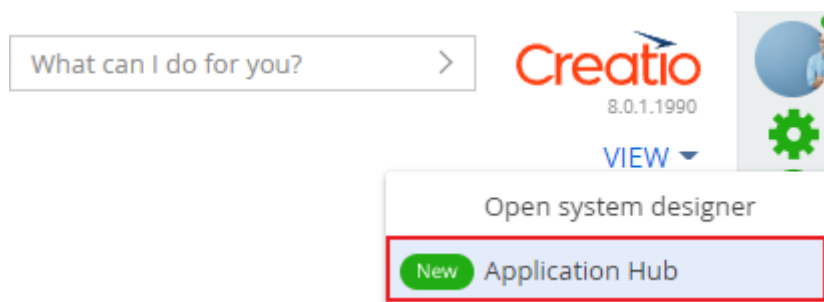 What can I do for you?
Creatio
8.0.1.1990
VIEW
Open system designer
New Application Hub